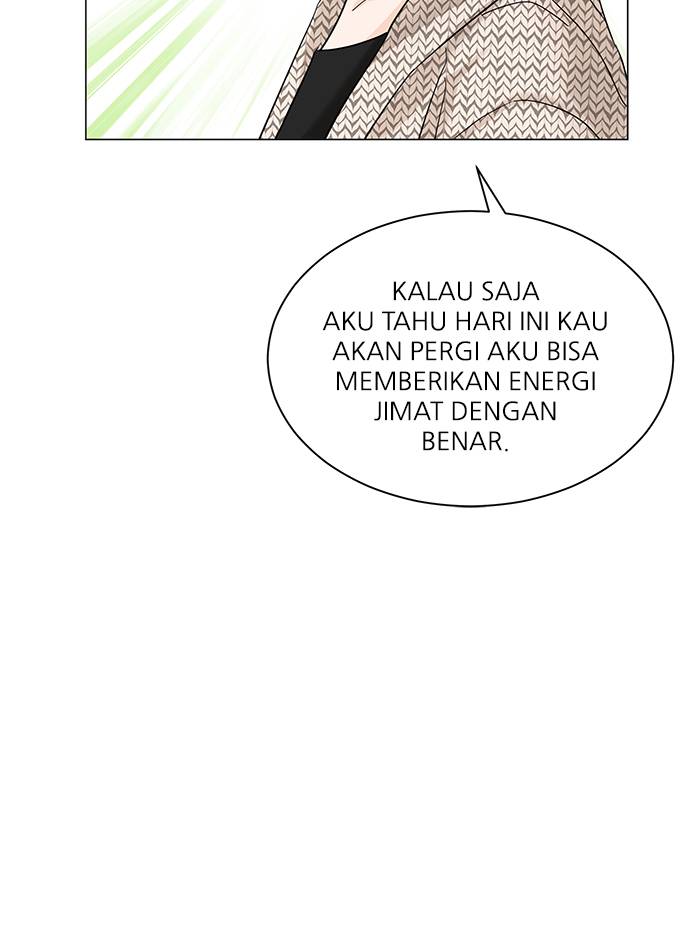 KALAU SAJA
AKU TAHU HARI INI KAU
AKAN PERGI AKU BISA
MEMBERIKAN ENERGI
JIMAT DENGAN
BENAR.